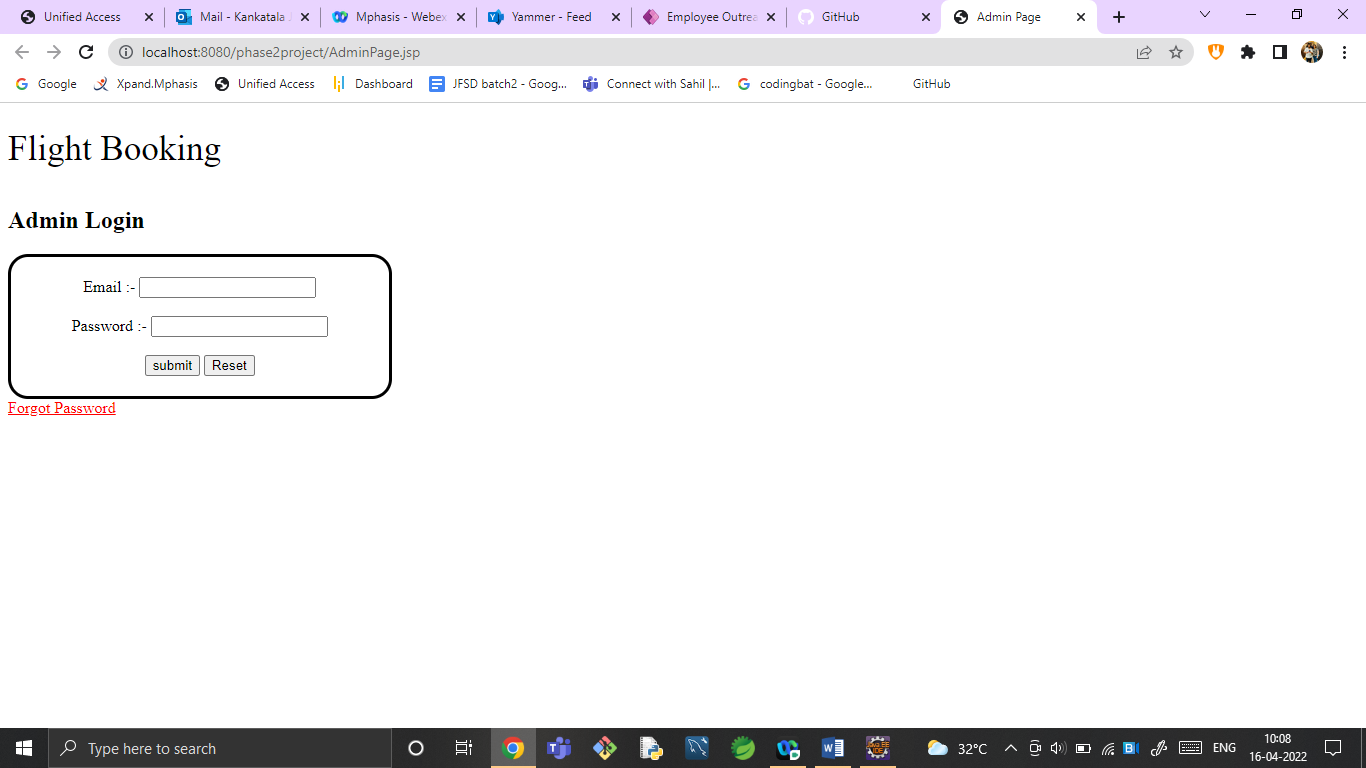 Unified Access
Mail - Kankatala
Mphasis - Webex
Yammer - Feed
Employee Outrea
GitHub
Admin Page
localhost:8080/phase2project/AdminPage.jsp
Google
Xpand.Mphasis
Unified Access
Dashboard
JFSD batch2 - Goog...
Connect with Sahil |...
codingbat - Google...
GitHub
Flight Booking
Admin Login
Email :-
Password :-
submit Reset
Forgot Password
Type here to search
32°C
ENG
10:08
16-04-2022